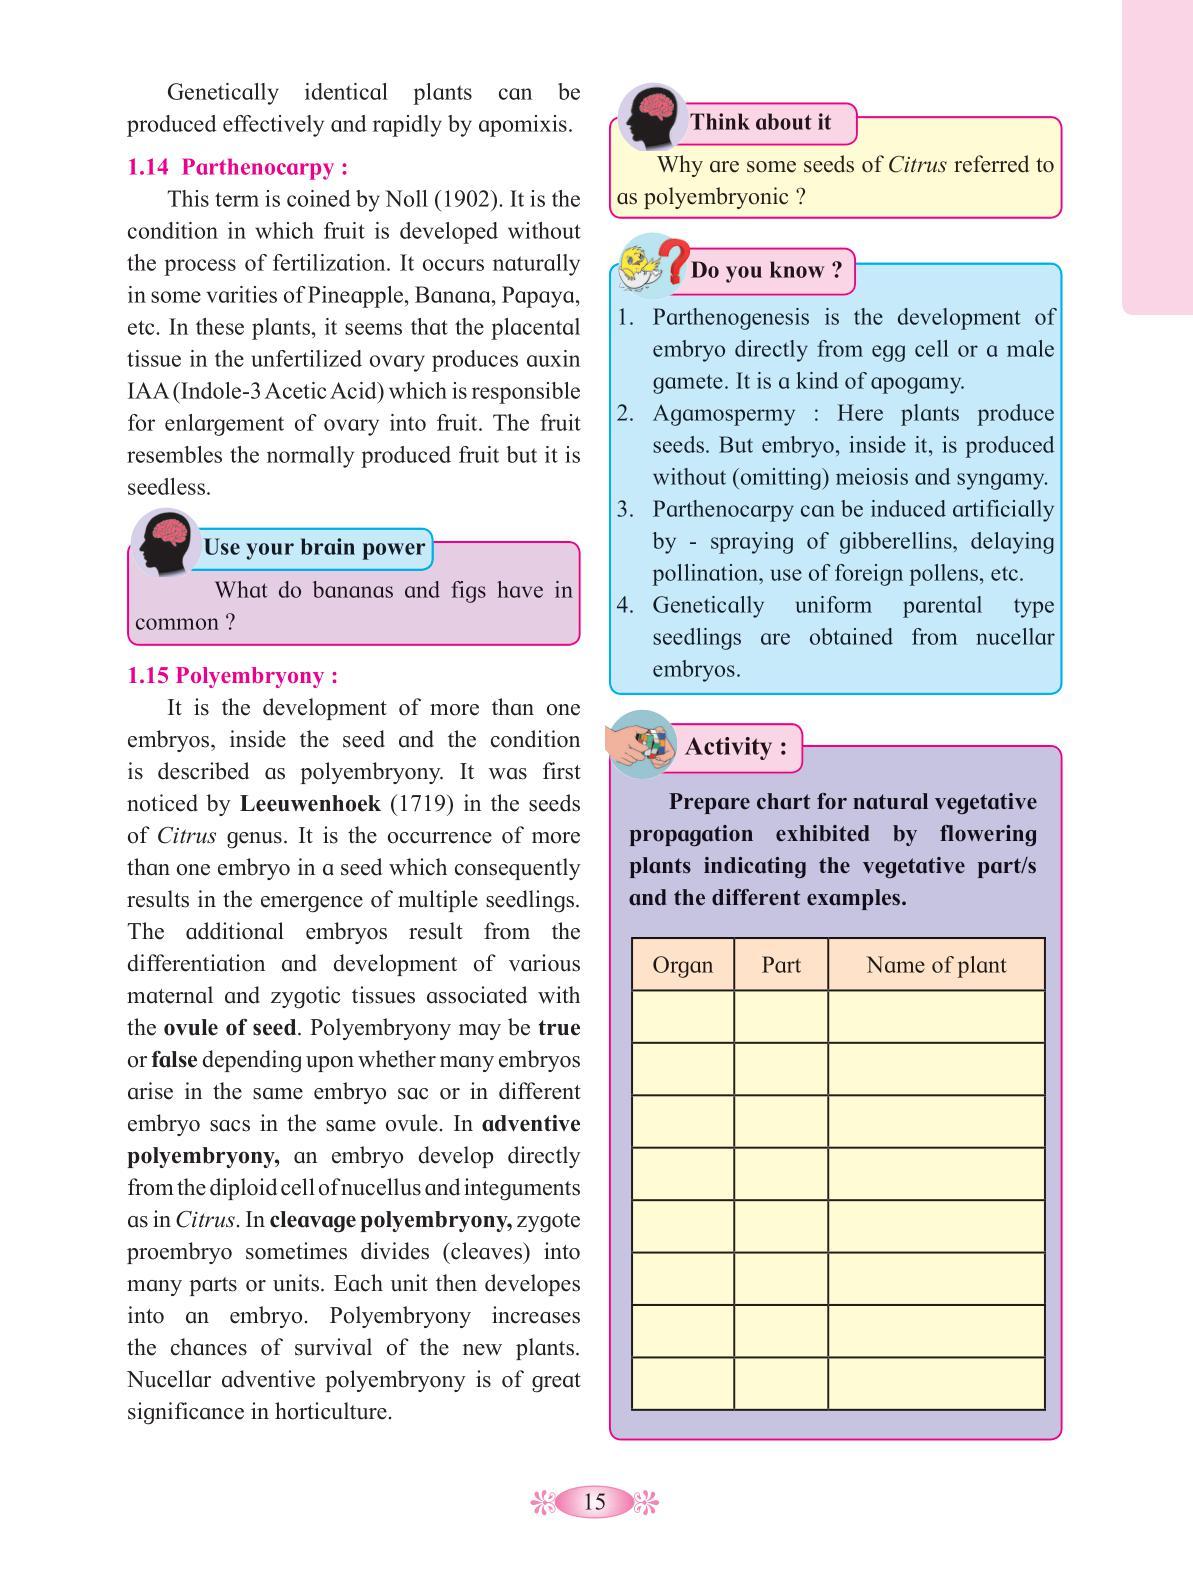 Genetically identical plants can be
produced effectively and rapidly by apomixis.
1.14 Parthenocarpy :
This term is coined by Noll (1902). It is the
condition in which fruit is developed without
the process of fertilization. It occurs naturally
in some varities of Pineapple, Banana, Papaya,
etc. In these plants, it seems that the placental
tissue in the unfertilized ovary produces auxin
IAA (Indole-3 Acetic Acid) which is responsible
for enlargement of ovary into fruit. The fruit
resembles the normally produced fruit but it is
seedless.
Use your brain power
What do bananas and figs have in
common ?
1.15 Polyembryony :
It is the development of more than one
embryos, inside the seed and the condition
is described as polyembryony. It was first
noticed by Leeuwenhoek (1719) in the seeds
of Citrus genus. It is the occurrence of more
than one embryo in a seed which consequently
results in the emergence of multiple seedlings.
The additional embryos result from the
differentiation and development of various
maternal and zygotic tissues associated with
the ovule of seed. Polyembryony may be true
or false depending upon whether many embryos
arise in the same embryo sac or in different
embryo sacs in the same ovule. In adventive
polyembryony, an embryo develop directly
from the diploid cell of nucellus and integuments
as in Citrus. In cleavage polyembryony, zygote
proembryo sometimes divides (cleaves) into
many parts or units. Each unit then developes
into an embryo. Polyembryony increases
the chances of survival of the new plants.
Nucellar adventive polyembryony is of great
significance in horticulture.
Think about it
Why are some seeds of Citrus referred to
as polyembryonic ?
Do you know ?
1. Parthenogenesis is the development of
embryo directly from egg cell or a male
gamete. It is a kind of apogamy.
2. Agamospermy : Here plants produce
seeds. But embryo, inside it, is produced
without (omitting) meiosis and syngamy.
3. Parthenocarpy can be induced artificially
by - spraying of gibberellins, delaying
pollination, use of foreign pollens, etc.
4. Genetically uniform parental type
seedlings are obtained from nucellar
embryos.
Activity :
Prepare chart for natural vegetative
propagation exhibited by flowering
plants indicating the vegetative part/s
and the different examples.
Organ Part Name of plant
15